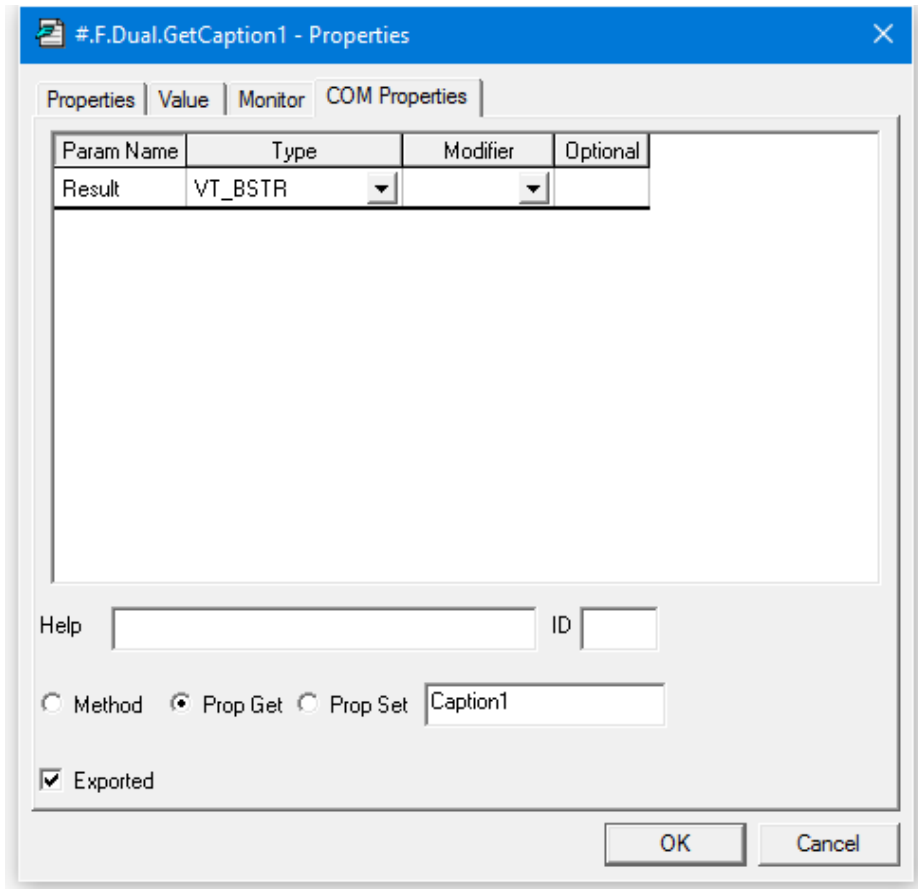 #.F.Dual.GetCaption1 - Properties
Properties Value Monitor COM Properties
Param Name Type Modifier Optional
Result VT_BSTR
Help ID
Method Prop Get Prop Set Caption1
Exported
OK Cancel